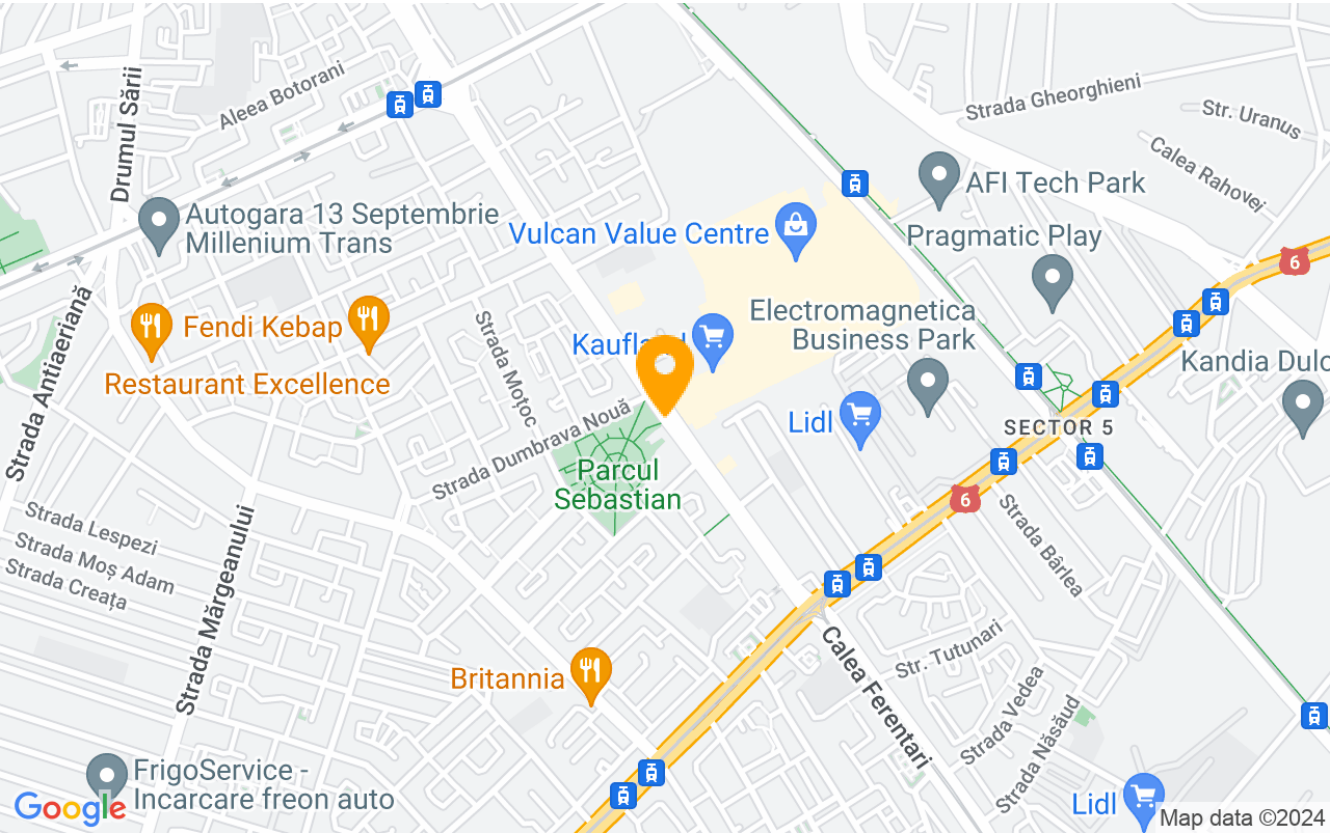 Drumul Sării
Aleea Botorani
Strada Gheorghieni
Str. Uranus
Calea Rahovei
AFI Tech Park
Autogara 13 Septembrie
Millenium Trans
Vulcan Value Centre
Pragmatic Play
6
Strada Antiaeriană
Fendi Kebap
Restaurant Excellence
Strada Moțoc
Kaufl
Electromagnetica
Business Park
Kandia Dulc
Strada Dumbrava Nouă
Lidl
SECTOR 5
Parcul
Sebastian
6
Strada Lespezi
Strada Moș Adam
Strada Creața
Strada Mărgeanului
Strada Bârlea
Calea Ferentari
Str. Tutunari
Britannia
Strada Vedea
Strada Năsăud
FrigoService -
Incarcare freon auto
Lidl
Google
Map data ©2024